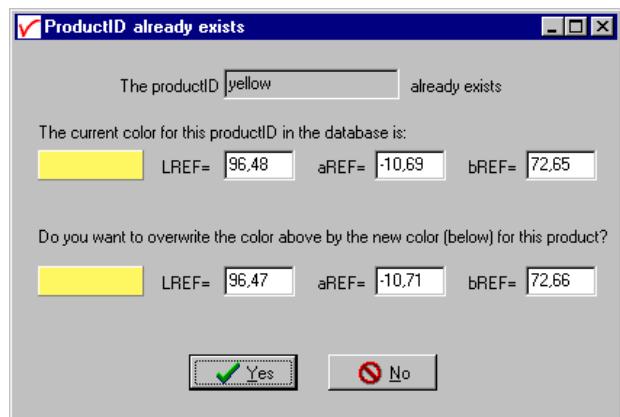 ProductID already exists
The productID yellow already exists
The current color for this productID in the database is:
LREF= 96,48 aREF= -10,69 bREF= 72,65
Do you want to overwrite the color above by the new color (below) for this product?
LREF= 96,47 aREF= -10,71 bREF= 72,66
Yes No